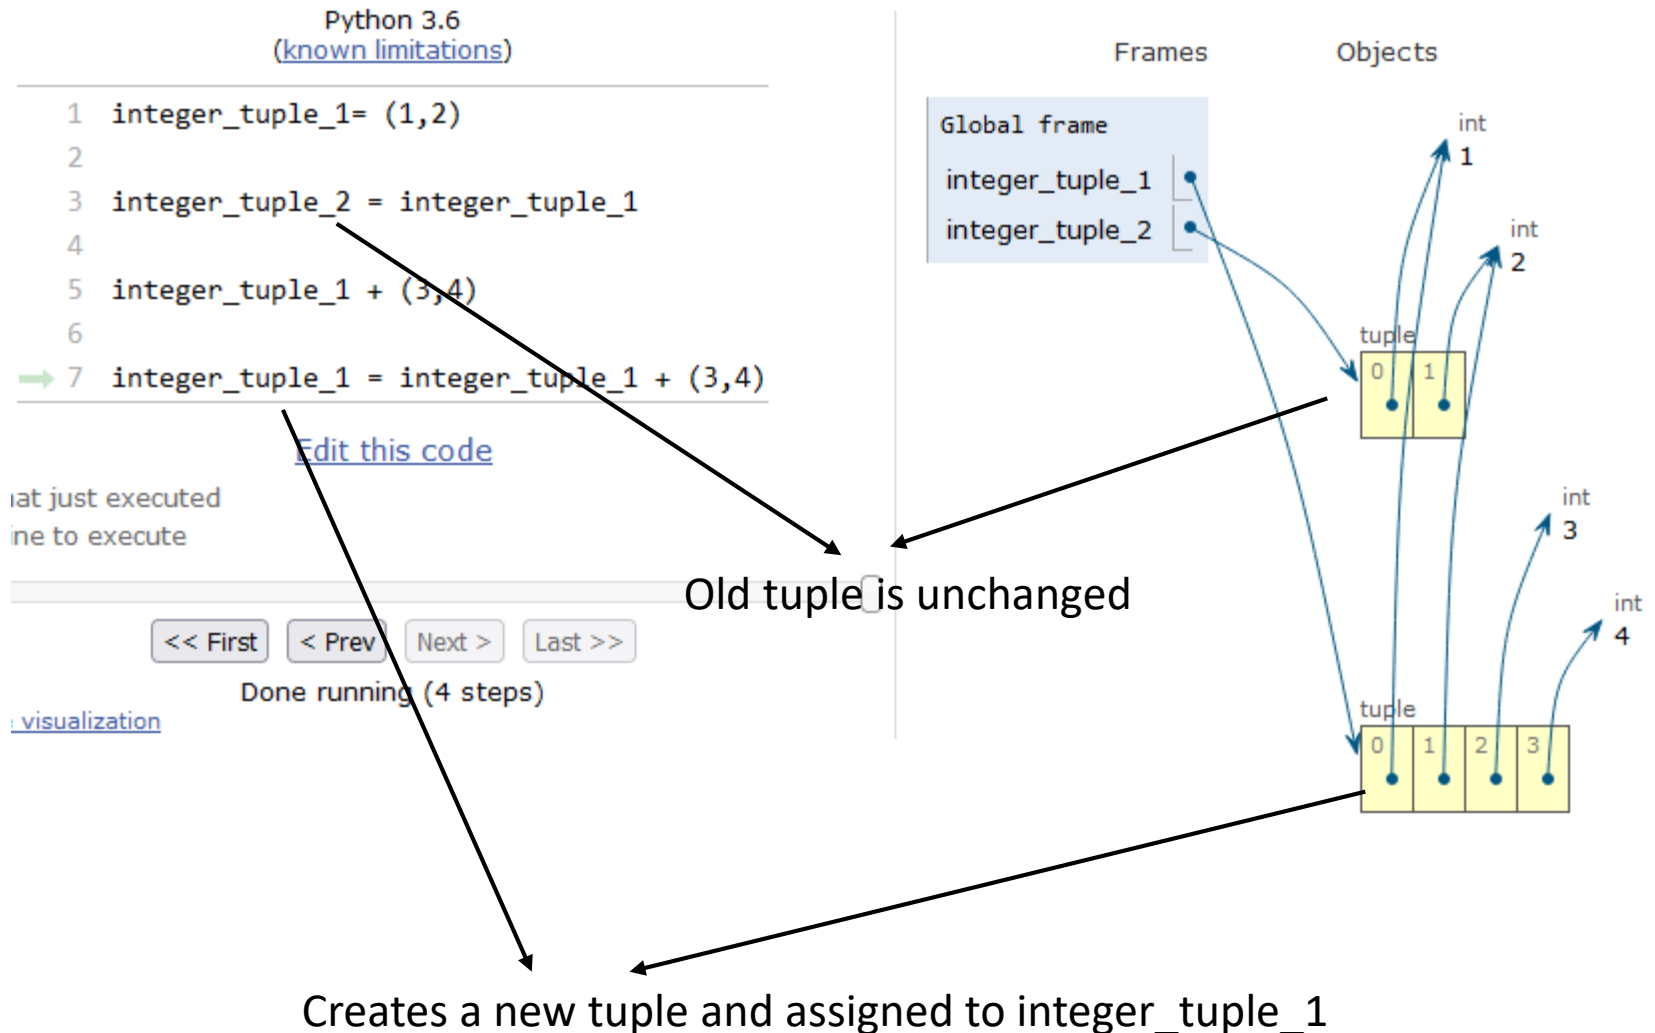 Python 3.6
(known limitations)
1 integer_tuple_1= (1,2)
2
3 integer_tuple_2 = integer_tuple_1
4
5 integer_tuple_1 + (3,4)
6
7 integer_tuple_1 = integer_tuple_1 + (3,4)
Edit this code
at just executed
ne to execute
<< First < Prev Next > Last >>
Done running (4 steps)
visualization
Frames Objects
Global frame
integer_tuple_1
integer_tuple_2
int
1
int
2
tuple
0 1
int
3
int
4
tuple
0 1 2 3
Old tuple is unchanged
Creates a new tuple and assigned to integer_tuple_1